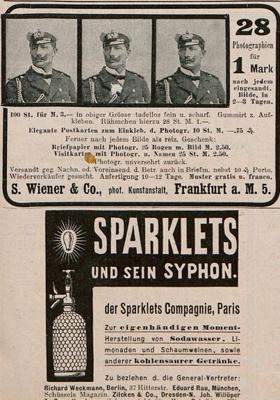 28
Photographien
für
1 Mark
nach jedem
eingesandt.
Bilde, in
2—3 Tagen.
100 St. für M. 3.— in obiger Grösse tadellos fein u. scharf. Gummirt z. Auf-
kleben. Rähmchen hierzu 28 St. M. 1.—.
Elegante Postkarten zum Einkleb. d. Photogr. 10 St. M. —.75 ₰.
Ferner nach jedem Bilde als reiz. Geschenk:
Briefpapier mit Photogr. 25 Bogen m. Bild M. 2.50.
Visitkarten mit Photogr. u. Namen 25 St. M. 2.50.
Photogr. unversehrt zurück.
Versandt geg. Nachn. od. Voreinsend. d. Betr. auch in Briefm. nebst 10 ₰ Porto.
Wiederverkäufer gesucht. Anfertigung 10—12 Tage. Muster gratis u. franco.
S. Wiener & Co., phot. Kunstanstalt, Frankfurt a. M. 5.
SPARKLETS
UND SEIN SYPHON.
der Sparklets Compagnie, Paris
Zur eigenhändigen Moment-
Herstellung von Sodawasser, Li-
monaden und Schaumweinen, sowie
anderer kohlensaurer Getränke.
Zu beziehen d. die General-Vertreter:
Richard Weckmann, Berlin, 37 Ritterstr. Eduard Rau, München,
Schüsseln Magazin. Zilcken & Co., Dresden-N. Joh. Willöper